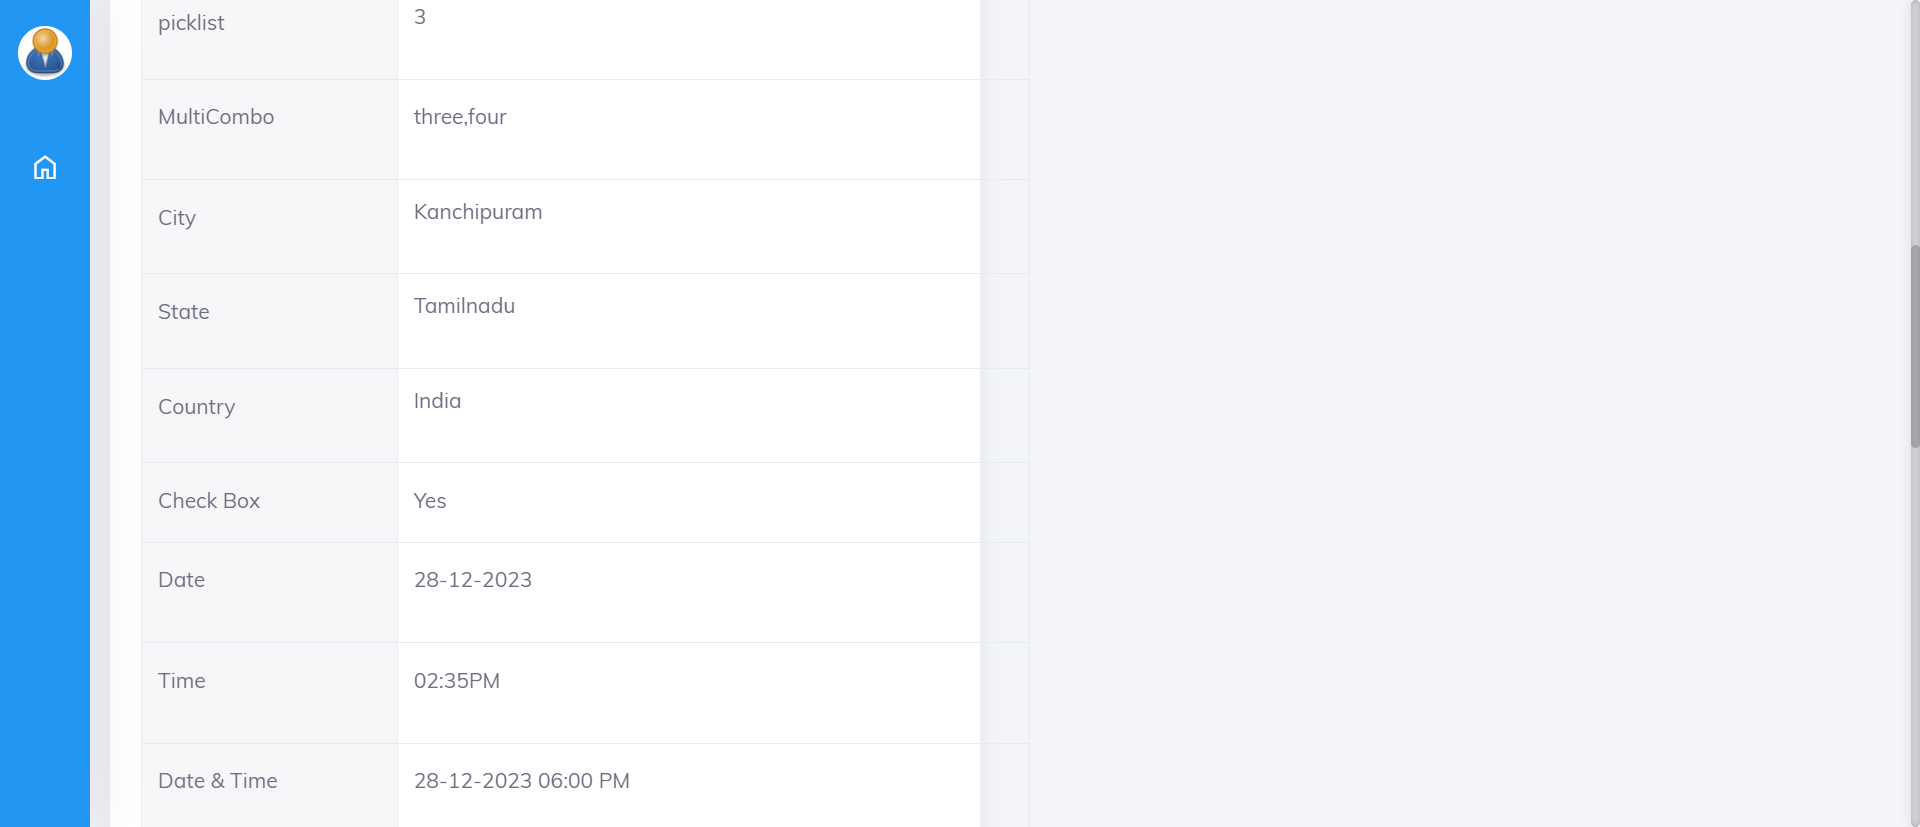 picklist 3
MultiCombo three,four
City Kanchipuram
State Tamilnadu
Country India
Check Box Yes
Date 28-12-2023
Time 02:35PM
Date & Time 28-12-2023 06:00 PM